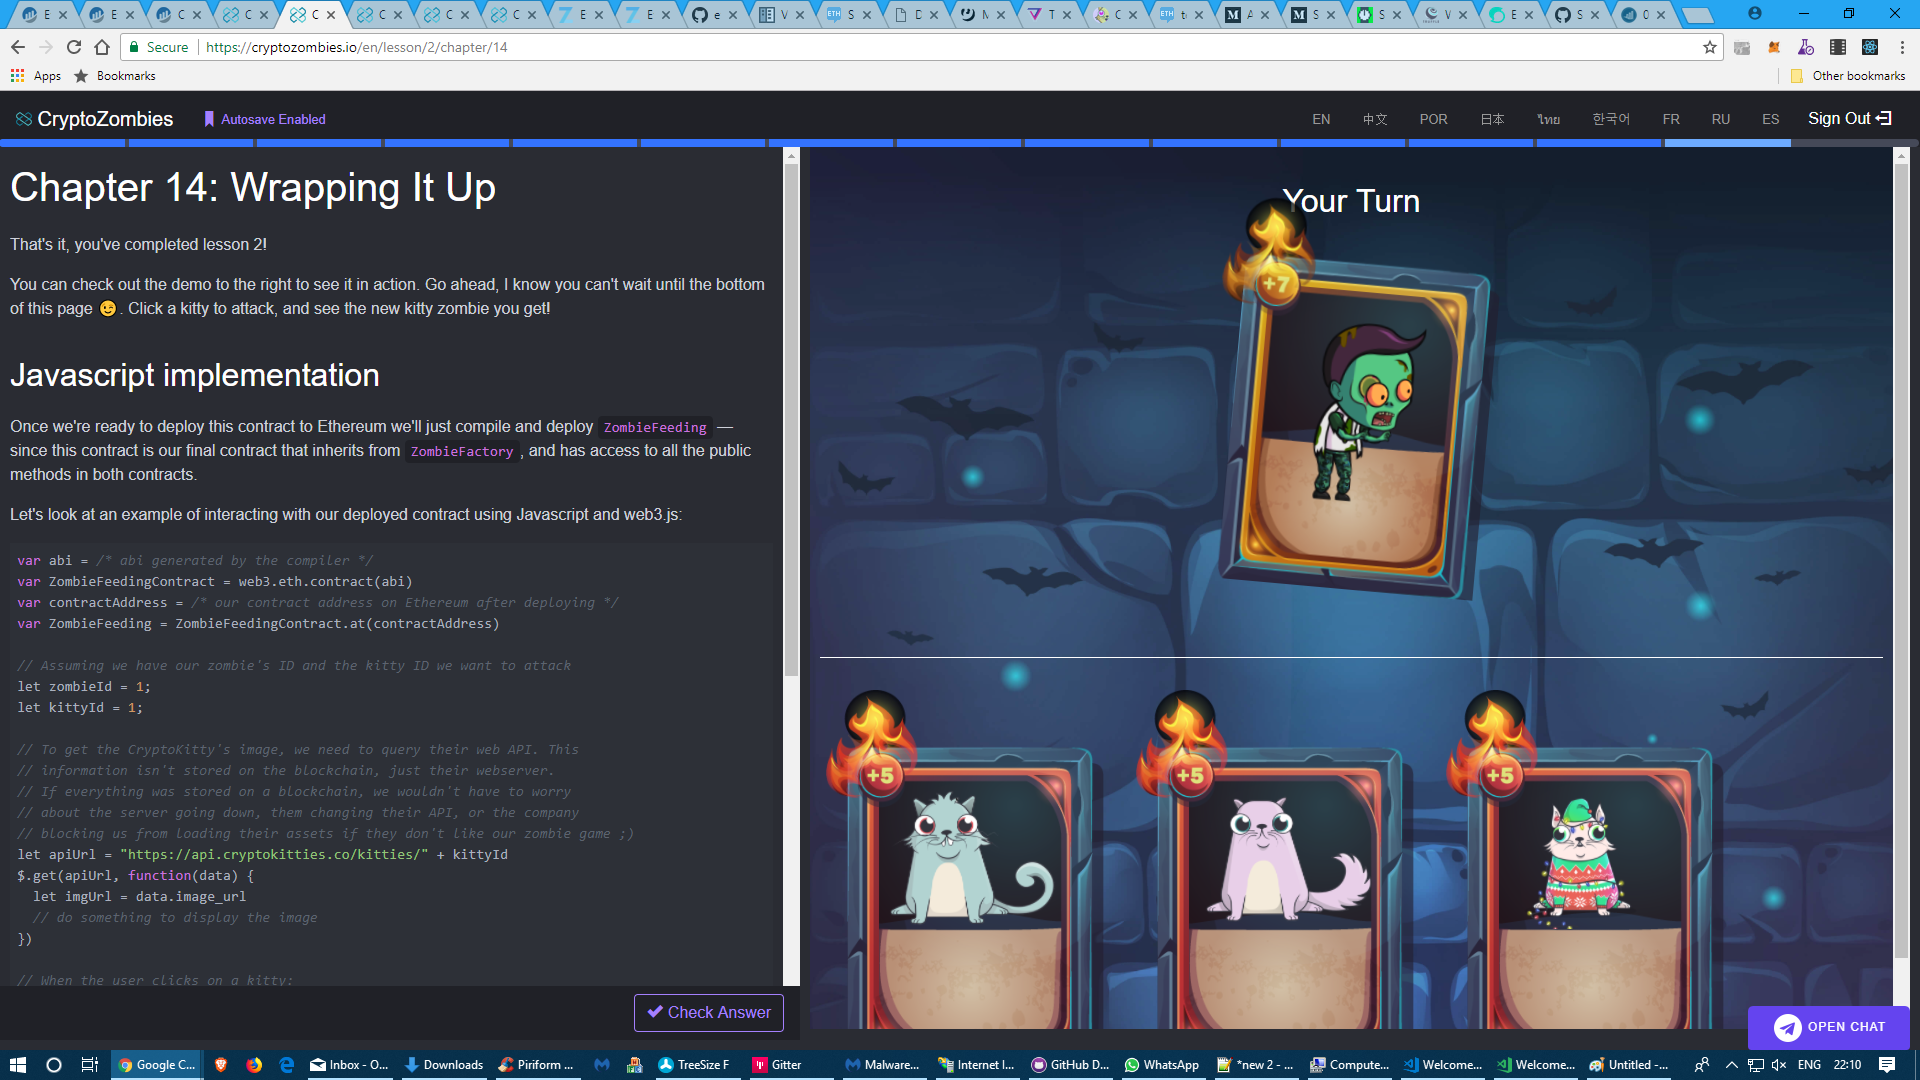 E
E
C
C
C
C
C
C
E
E
e
V
S
D
M
T
C
t
A
S
S
W
E
S
0
Secure
https://cryptozombies.io/en/lesson/2/chapter/14
Apps
Bookmarks
Other bookmarks
CryptoZombies
Autosave Enabled
EN
中文
POR
日本
ไทย
한국어
FR
RU
ES
Sign Out
Chapter 14: Wrapping It Up
That's it, you've completed lesson 2!
You can check out the demo to the right to see it in action. Go ahead, I know you can't wait until the bottom
of this page 😉. Click a kitty to attack, and see the new kitty zombie you get!
Javascript implementation
Once we're ready to deploy this contract to Ethereum we'll just compile and deploy ZombieFeeding —
since this contract is our final contract that inherits from ZombieFactory, and has access to all the public
methods in both contracts.
Let's look at an example of interacting with our deployed contract using Javascript and web3.js:
var abi = /* abi generated by the compiler */
var ZombieFeedingContract = web3.eth.contract(abi)
var contractAddress = /* our contract address on Ethereum after deploying */
var ZombieFeeding = ZombieFeedingContract.at(contractAddress)
// Assuming we have our zombie's ID and the kitty ID we want to attack
let zombieId = 1;
let kittyId = 1;
// To get the CryptoKitty's image, we need to query their web API. This
// information isn't stored on the blockchain, just their webserver.
// If everything was stored on a blockchain, we wouldn't have to worry
// about the server going down, them changing their API, or the company
// blocking us from loading their assets if they don't like our zombie game ;)
let apiUrl = "https://api.cryptokitties.co/kitties/" + kittyId
$.get(apiUrl, function(data) {
let imgUrl = data.image_url
// do something to display the image
})
// When the user clicks on a kitty:
Check Answer
Your Turn
+7
+5
+5
+5
OPEN CHAT
Google C...
Inbox - O...
Downloads
Piriform ...
TreeSize F
Gitter
Malware...
Internet I...
GitHub D...
WhatsApp
*new 2 - ...
Compute...
Welcome...
Welcome...
Untitled -...
ENG
22:10